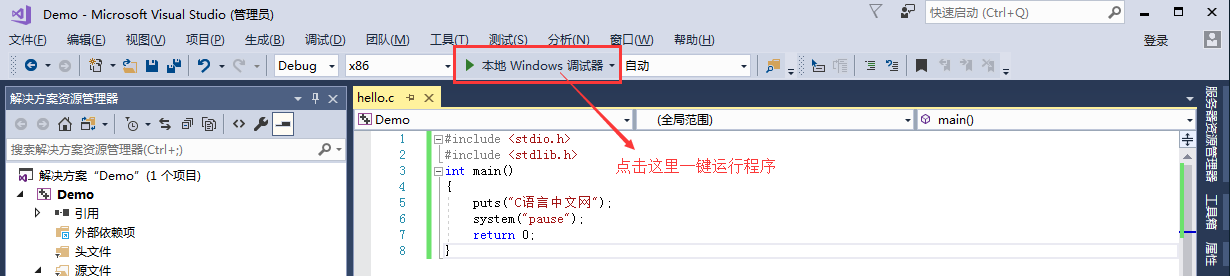 Demo - Microsoft Visual Studio (管理员)
快速启动 (Ctrl+Q)
文件(F) 编辑(E) 视图(V) 项目(P) 生成(B) 调试(D) 团队(M) 工具(T) 测试(S) 分析(N) 窗口(W) 帮助(H)
登录
Debug x86 本地 Windows 调试器 自动
解决方案资源管理器
搜索解决方案资源管理器(Ctrl+;)
解决方案“Demo”(1 个项目)
Demo
引用
外部依赖项
头文件
源文件
hello.c
Demo (全局范围) main()
1 #include <stdio.h>
2 #include <stdlib.h>
3 int main()
4 {
5 puts("C语言中文网");
6 system("pause");
7 return 0;
8 }
点击这里一键运行程序
服务器资源管理器
工具箱
属性